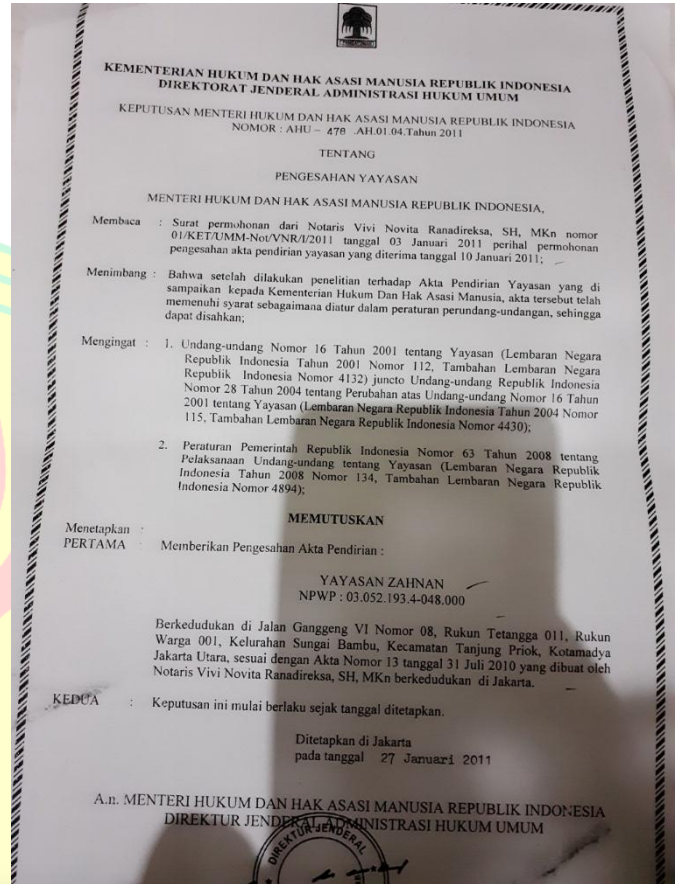 KEMENTERIAN HUKUM DAN HAK ASASI MANUSIA REPUBLIK INDONESIA
DIREKTORAT JENDERAL ADMINISTRASI HUKUM UMUM
KEPUTUSAN MENTERI HUKUM DAN HAK ASASI MANUSIA REPUBLIK INDONESIA
NOMOR : AHU – 478 .AH.01.04.Tahun 2011
TENTANG
PENGESAHAN YAYASAN
MENTERI HUKUM DAN HAK ASASI MANUSIA REPUBLIK INDONESIA,
Membaca : Surat permohonan dari Notaris Vivi Novita Ranadireksa, SH, MKn nomor
01/KET/UMM-Not/VNR/I/2011 tanggal 03 Januari 2011 perihal permohonan
pengesahan akta pendirian yayasan yang diterima tanggal 10 Januari 2011;
Menimbang : Bahwa setelah dilakukan penelitian terhadap Akta Pendirian Yayasan yang di
sampaikan kepada Kementerian Hukum Dan Hak Asasi Manusia, akta tersebut telah
memenuhi syarat sebagaimana diatur dalam peraturan perundang-undangan, sehingga
dapat disahkan;
Mengingat : 1. Undang-undang Nomor 16 Tahun 2001 tentang Yayasan (Lembaran Negara
Republik Indonesia Tahun 2001 Nomor 112, Tambahan Lembaran Negara
Republik Indonesia Nomor 4132) juncto Undang-undang Republik Indonesia
Nomor 28 Tahun 2004 tentang Perubahan atas Undang-undang Nomor 16 Tahun
2001 tentang Yayasan (Lembaran Negara Republik Indonesia Tahun 2004 Nomor
115, Tambahan Lembaran Negara Republik Indonesia Nomor 4430);
2. Peraturan Pemerintah Republik Indonesia Nomor 63 Tahun 2008 tentang
Pelaksanaan Undang-undang tentang Yayasan (Lembaran Negara Republik
Indonesia Tahun 2008 Nomor 134, Tambahan Lembaran Negara Republik
Indonesia Nomor 4894);
MEMUTUSKAN
Menetapkan :
PERTAMA : Memberikan Pengesahan Akta Pendirian :
YAYASAN ZAHNAN
NPWP : 03.052.193.4-048.000
Berkedudukan di Jalan Ganggeng VI Nomor 08, Rukun Tetangga 011, Rukun
Warga 001, Kelurahan Sungai Bambu, Kecamatan Tanjung Priok, Kotamadya
Jakarta Utara, sesuai dengan Akta Nomor 13 tanggal 31 Juli 2010 yang dibuat oleh
Notaris Vivi Novita Ranadireksa, SH, MKn berkedudukan di Jakarta.
KEDUA : Keputusan ini mulai berlaku sejak tanggal ditetapkan.
Ditetapkan di Jakarta
pada tanggal 27 Januari 2011
A.n. MENTERI HUKUM DAN HAK ASASI MANUSIA REPUBLIK INDONESIA
DIREKTUR JENDERAL ADMINISTRASI HUKUM UMUM
DIREKTUR JENDERAL